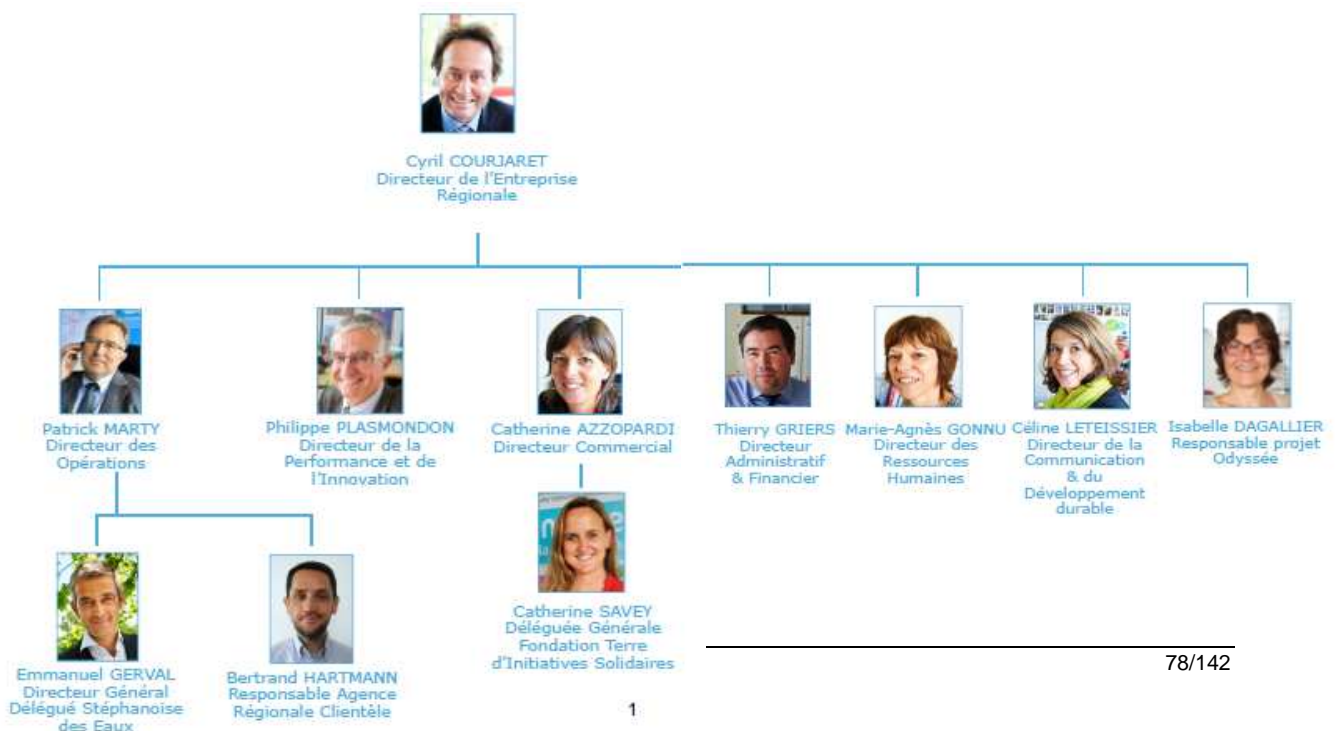 Cyril COURJARET
Directeur de l'Entreprise
Régionale
Patrick MARTY
Directeur des
Opérations
Philippe PLASMONDON
Directeur de la
Performance et de
l'Innovation
Catherine AZZOPARDI
Directeur Commercial
Thierry GRIERS
Directeur
Administratif
& Financier
Marie-Agnès GONNU
Directeur des
Ressources
Humaines
Céline LETEISSIER
Directeur de la
Communication
& du
Développement
durable
Isabelle DAGALLIER
Responsable projet
Odyssée
Emmanuel GERVAL
Directeur Général
Délégué Stéphanoise
des Eaux
Bertrand HARTMANN
Responsable Agence
Régionale Clientèle
Catherine SAVEY
Déléguée Générale
Fondation Terre
d'Initiatives Solidaires
78/142
1